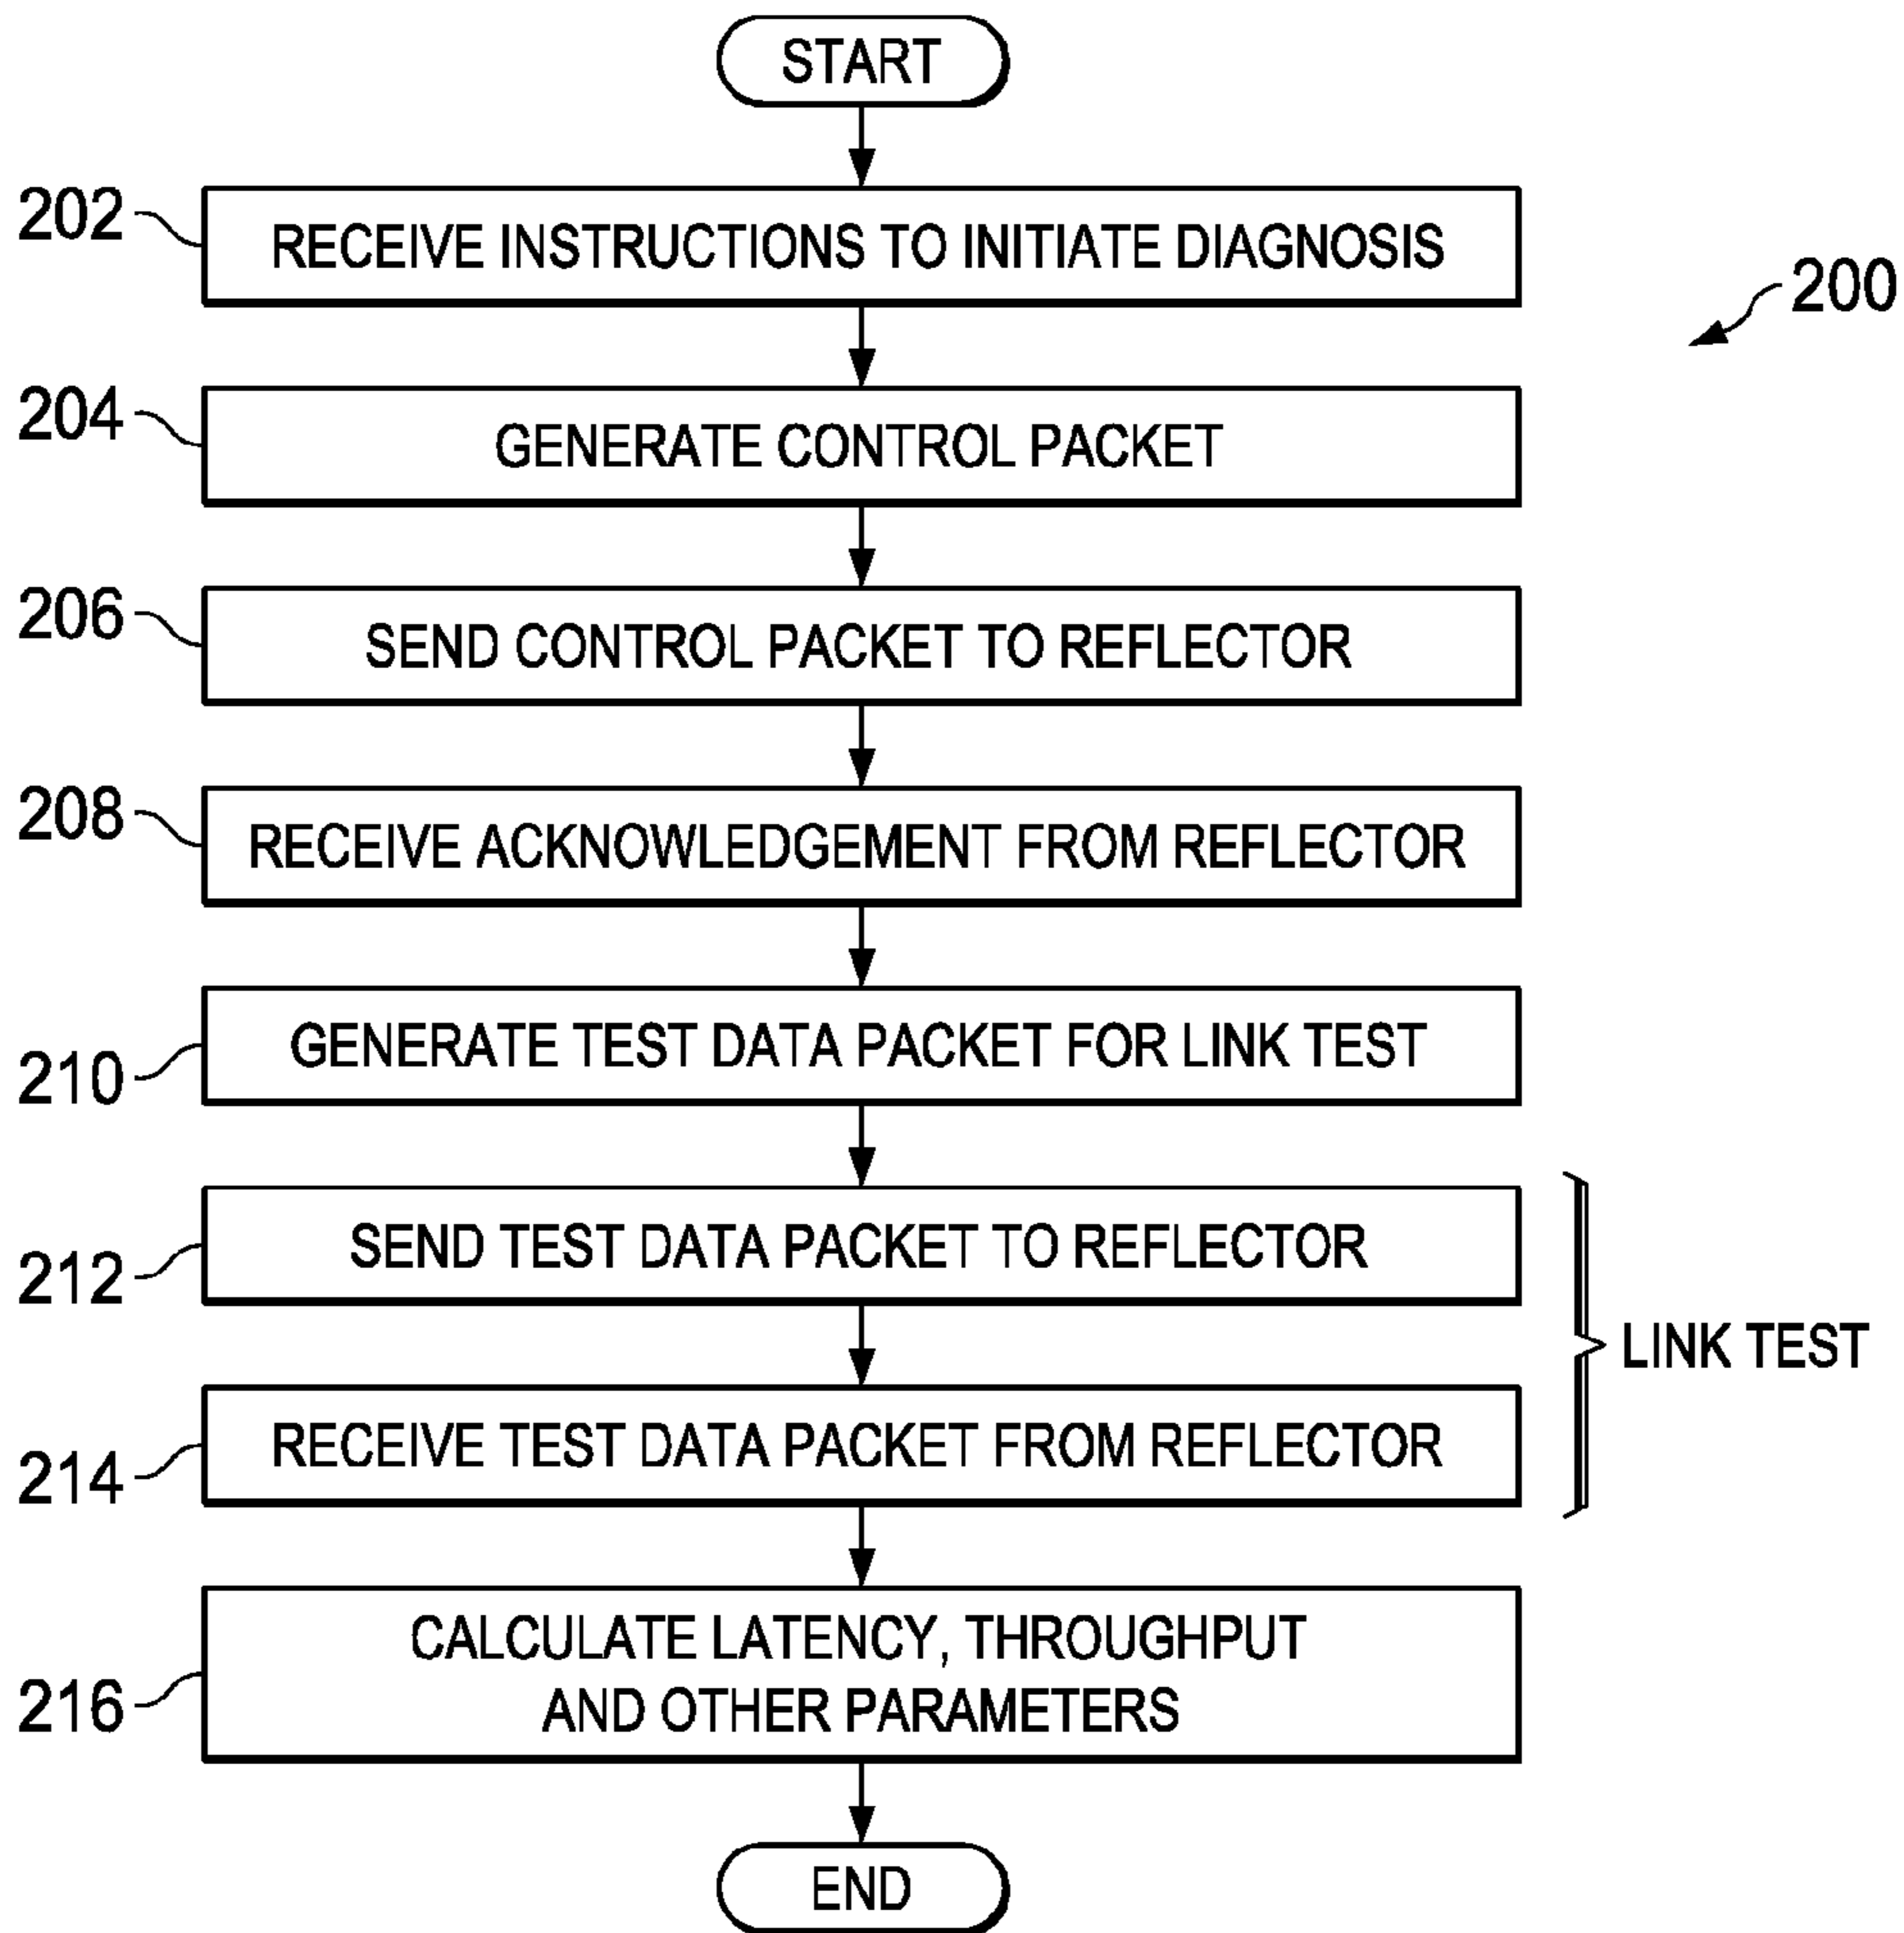 START
202
RECEIVE INSTRUCTIONS TO INITIATE DIAGNOSIS
200
204
GENERATE CONTROL PACKET
206
SEND CONTROL PACKET TO REFLECTOR
208
RECEIVE ACKNOWLEDGEMENT FROM REFLECTOR
210
GENERATE TEST DATA PACKET FOR LINK TEST
212
SEND TEST DATA PACKET TO REFLECTOR
LINK TEST
214
RECEIVE TEST DATA PACKET FROM REFLECTOR
216
CALCULATE LATENCY, THROUGHPUT
AND OTHER PARAMETERS
END